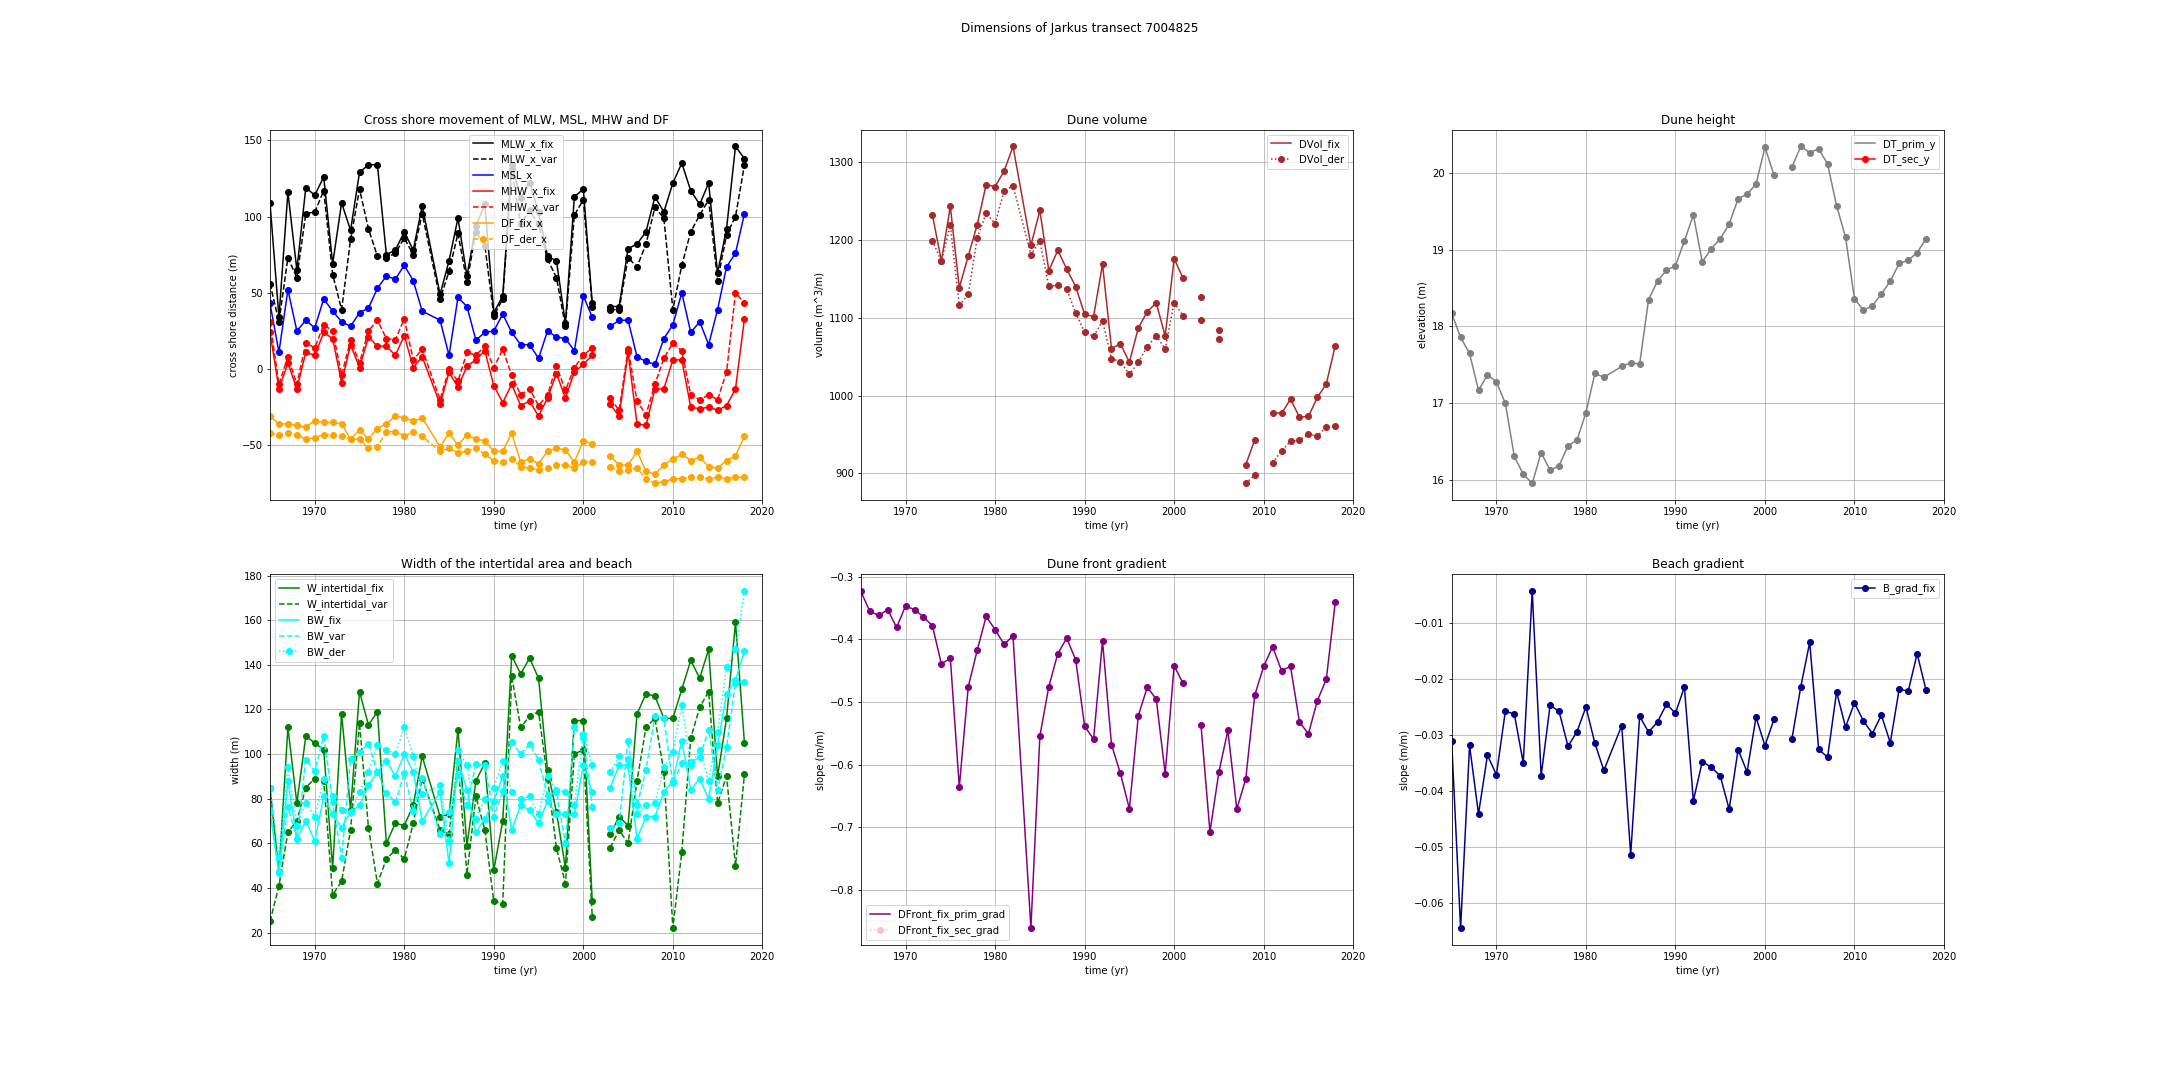 Dimensions of Jarkus transect 7004825
Cross shore movement of MLW, MSL, MHW and DF
cross shore distance (m)
150
100
50
0
−50
MLW_x_fix
MLW_x_var
MSL_x
MHW_x_fix
MHW_x_var
DF_fix_x
DF_der_x
1970 1980 1990 2000 2010 2020
time (yr)
Dune volume
volume (m^3/m)
1300
1200
1100
1000
900
DVol_fix
DVol_der
1970 1980 1990 2000 2010 2020
time (yr)
Dune height
elevation (m)
20
19
18
17
16
DT_prim_y
DT_sec_y
1970 1980 1990 2000 2010 2020
time (yr)
Width of the intertidal area and beach
width (m)
180
160
140
120
100
80
60
40
20
W_intertidal_fix
W_intertidal_var
BW_fix
BW_var
BW_der
1970 1980 1990 2000 2010 2020
time (yr)
Dune front gradient
slope (m/m)
−0.3
−0.4
−0.5
−0.6
−0.7
−0.8
DFront_fix_prim_grad
DFront_fix_sec_grad
1970 1980 1990 2000 2010 2020
time (yr)
Beach gradient
slope (m/m)
−0.01
−0.02
−0.03
−0.04
−0.05
−0.06
B_grad_fix
1970 1980 1990 2000 2010 2020
time (yr)